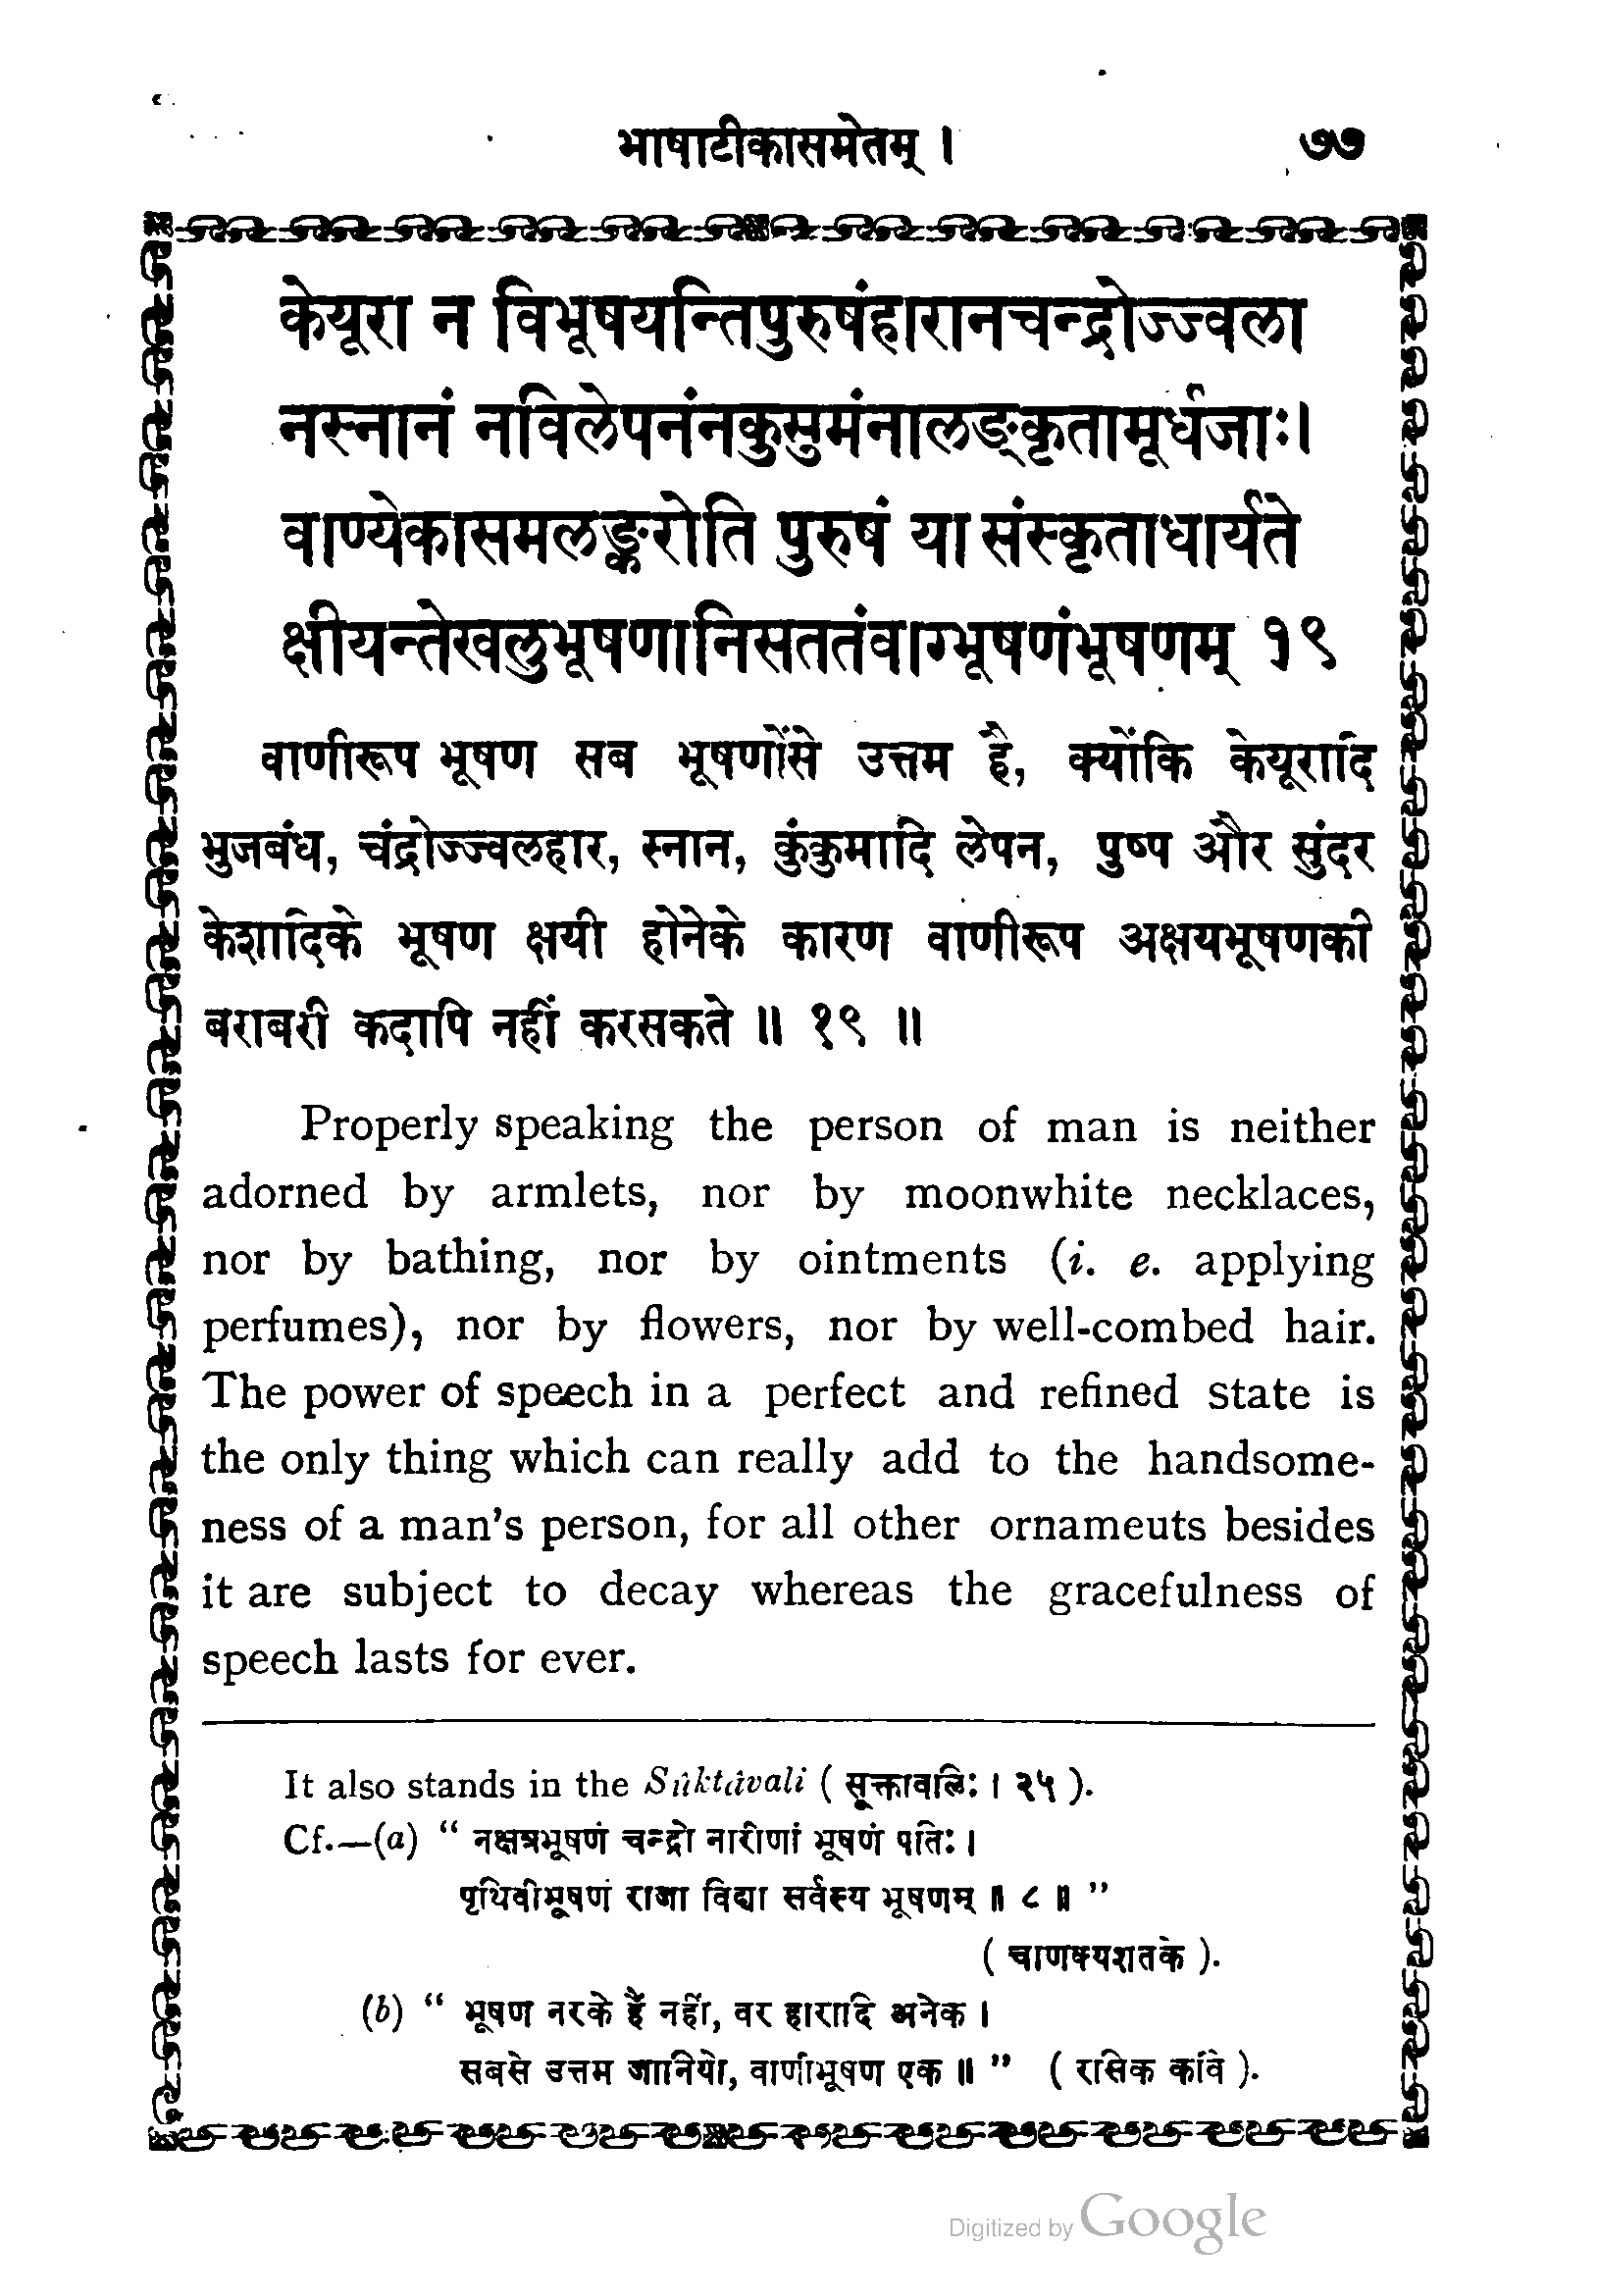 भाषाटीकासमेतम् । ७७
केयूरा न विभूषयन्तिपुरुषंहारानचन्द्रोज्ज्वला
नस्नानं नविलेपनंनकुसुमंनालङ्कृतामूर्धजाः।
वाण्येकासमलङ्करोति पुरुषं या संस्कृताधार्यते
क्षीयन्तेखलुभूषणानिसततंवाग्भूषणंभूषणम् १९
वाणीरूप भूषण सब भूषणोंसे उत्तम है, क्योंकि केयूरादि
भुजबंध, चंद्रोज्ज्वलहार, स्नान, कुंकुमादि लेपन, पुष्प और सुंदर
केशादिके भूषण क्षयी होनेके कारण वाणीरूप अक्षयभूषणकी
बराबरी कदापि नहीं करसकते ॥ १९ ॥
Properly speaking the person of man is neither
adorned by armlets, nor by moonwhite necklaces,
nor by bathing, nor by ointments (i. e. applying
perfumes), nor by flowers, nor by well-combed hair.
The power of speech in a perfect and refined state is
the only thing which can really add to the handsome-
ness of a man's person, for all other ornameuts besides
it are subject to decay whereas the gracefulness of
speech lasts for ever.
It also stands in the Sûktâvali ( सूक्तावलिः । २५ ).
Cf.—(a) “ नक्षत्रभूषणं चन्द्रो नारीणां भूषणं पतिः ।
पृथिवीभूषणं राजा विद्या सर्वस्य भूषणम् ॥ ८ ॥ ”
( चाणक्यशतके ).
(b) “ भूषण नरके हैं नहीं, वर हारादि अनेक ।
सबसे उत्तम जानियो, वाणीभूषण एक ॥ ” ( रसिक कवि ).
Digitized by Google